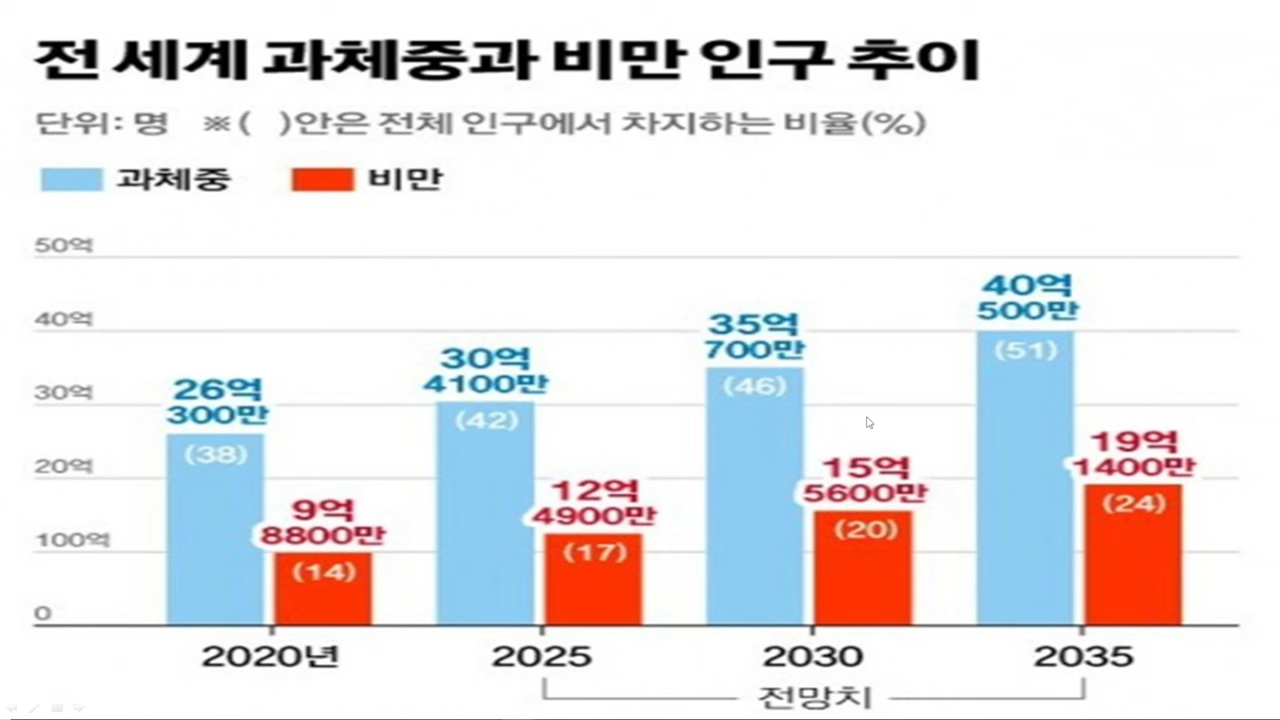 전 세계 과체중과 비만 인구 추이
단위: 명 ※( )안은 전체 인구에서 차지하는 비율(%)
과체중 비만
50억
40억
30억
20억
100억
0
26억
300만
(38)
9억
8800만
(14)
30억
4100만
(42)
12억
4900만
(17)
35억
700만
(46)
15억
5600만
(20)
40억
500만
(51)
19억
1400만
(24)
2020년 2025 2030 2035
전망치